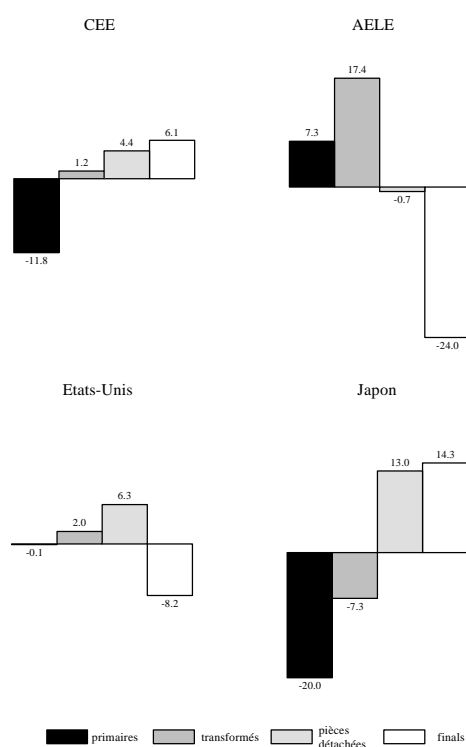 CEE
AELE
17.4
7.3
6.1
4.4
1.2
-0.7
-11.8
-24.0
Etats-Unis
Japon
14.3
13.0
6.3
2.0
-0.1
-7.3
-8.2
-20.0
primaires
transformés
pièces
détachées
finals